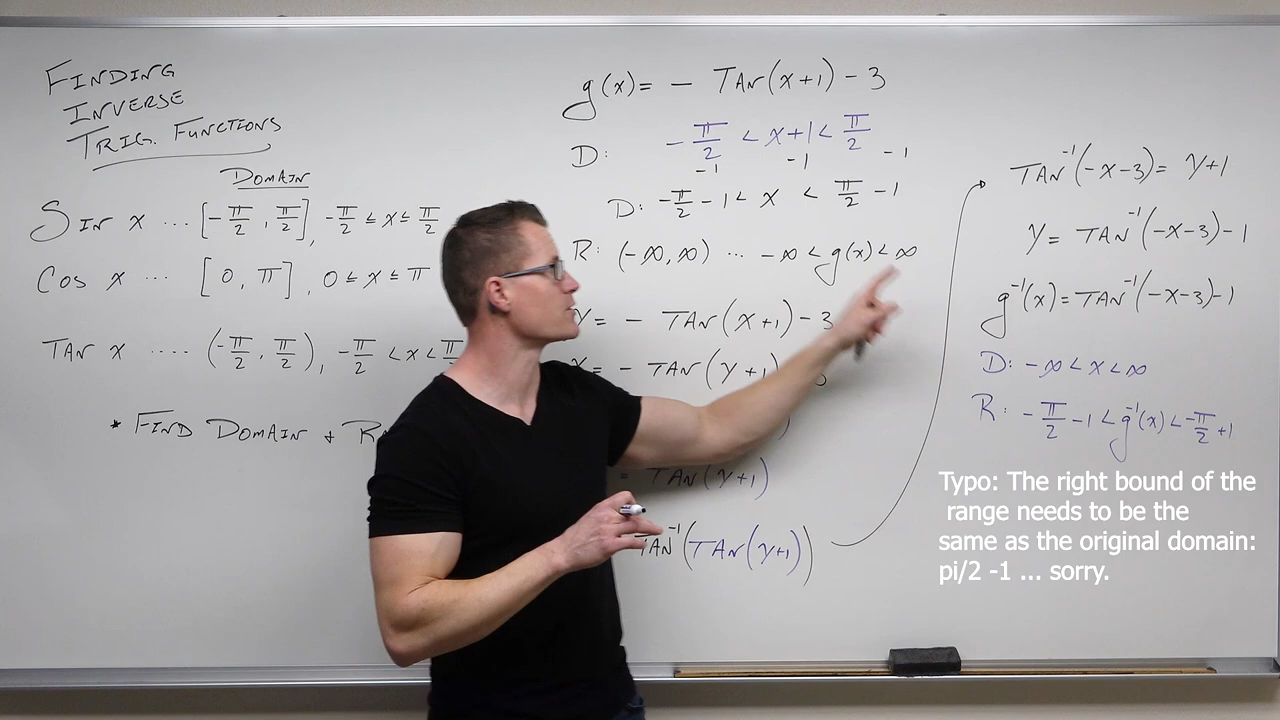 FINDING
INVERSE
TRIG. FUNCTIONS
DOMAIN
SIN x ... [-π/2, π/2], -π/2 ≤ x ≤ π/2
COS x ... [0, π], 0 ≤ x ≤ π
TAN x .... (-π/2, π/2), -π/2 < x < π/2
* FIND DOMAIN +
g(x) = - TAN(x+1) - 3
D: -π/2 < x+1 < π/2
-1 -1 -1
D: -π/2 - 1 < x < π/2 - 1
R: (-∞, ∞) ... -∞ < g(x) < ∞
Y = - TAN(x+1) - 3
x = - TAN(y+1)
= TAN(y+1)
TAN⁻¹(TAN(y+1))
TAN⁻¹(-x-3) = y+1
y = TAN⁻¹(-x-3) - 1
g⁻¹(x) = TAN⁻¹(-x-3) - 1
D: -∞ < x < ∞
R: -π/2 - 1 < g⁻¹(x) < -π/2 + 1
Typo: The right bound of the
range needs to be the
same as the original domain:
pi/2 -1 ... sorry.